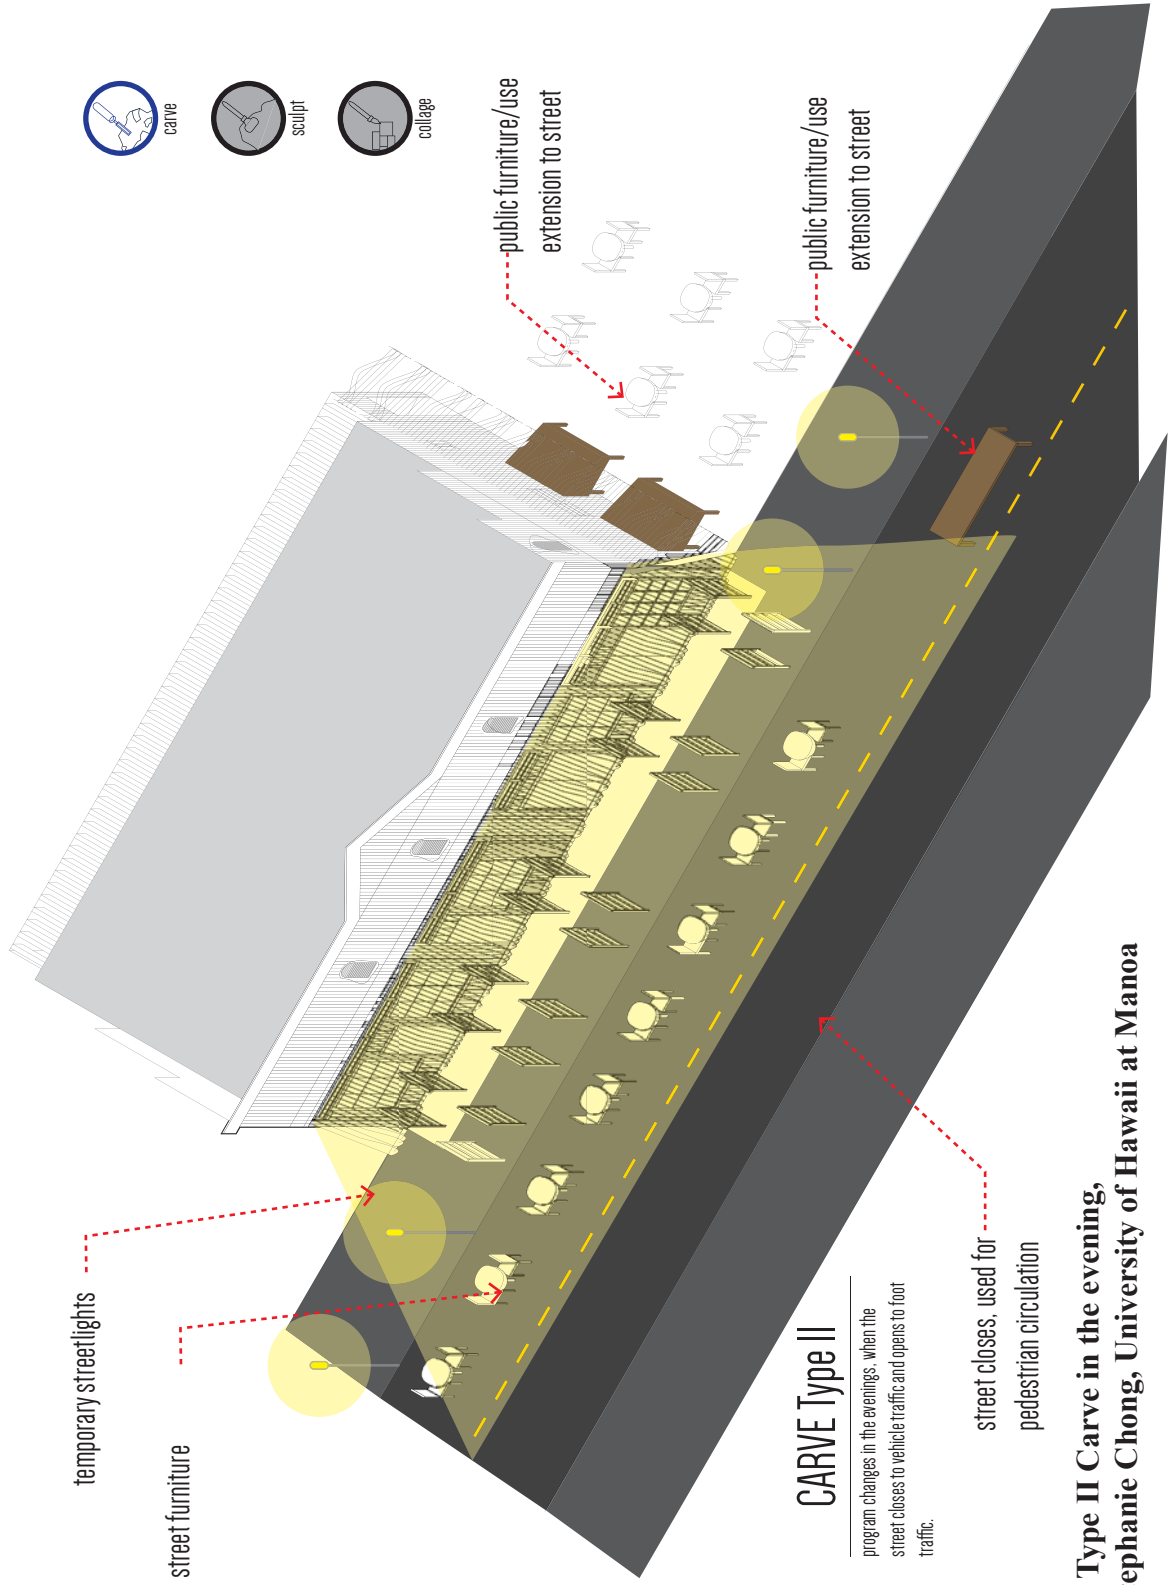 temporary streetlights
street furniture
CARVE Type II
program changes in the evenings, when the
street closes to vehicle traffic and opens to foot
traffic.
street closes, used for
pedestrian circulation
public furniture/use
extension to street
public furniture/use
extension to street
carve
sculpt
collage
Type II Carve in the evening,
Chong, University of Hawaii at Manoa